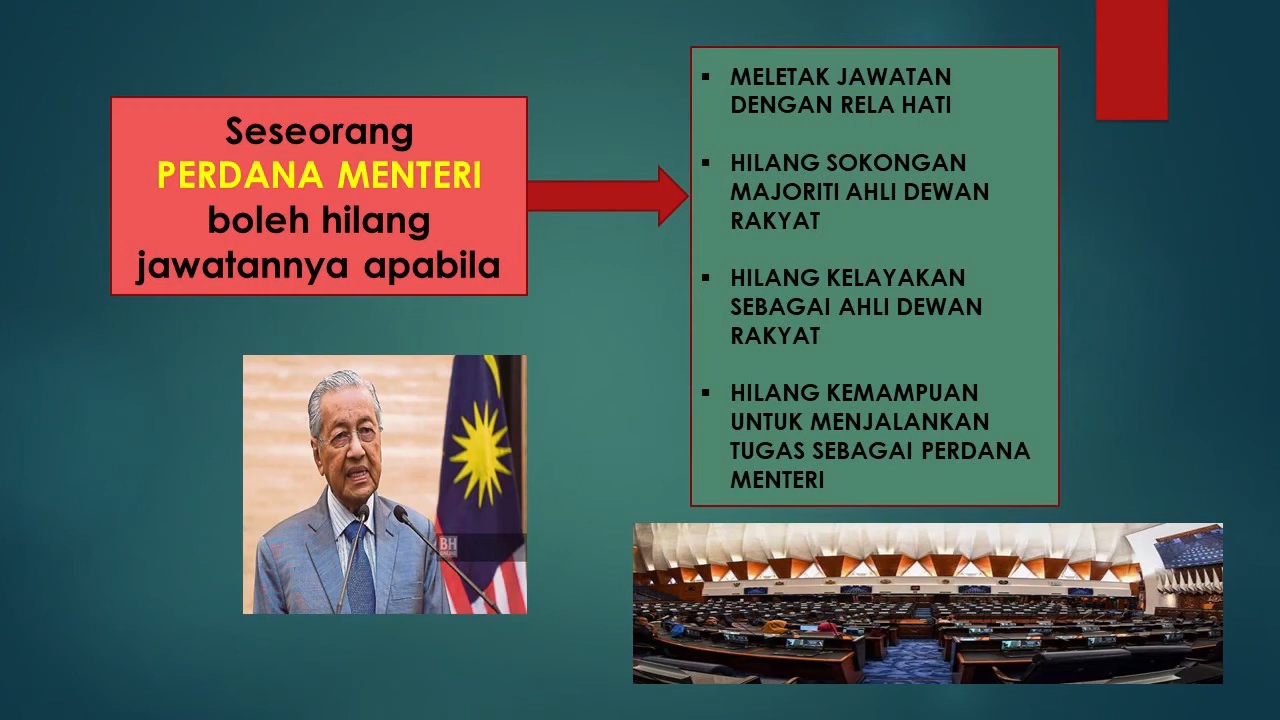 Seseorang
PERDANA MENTERI
boleh hilang
jawatannya apabila
▪ MELETAK JAWATAN
DENGAN RELA HATI
▪ HILANG SOKONGAN
MAJORITI AHLI DEWAN
RAKYAT
▪ HILANG KELAYAKAN
SEBAGAI AHLI DEWAN
RAKYAT
▪ HILANG KEMAMPUAN
UNTUK MENJALANKAN
TUGAS SEBAGAI PERDANA
MENTERI
BH